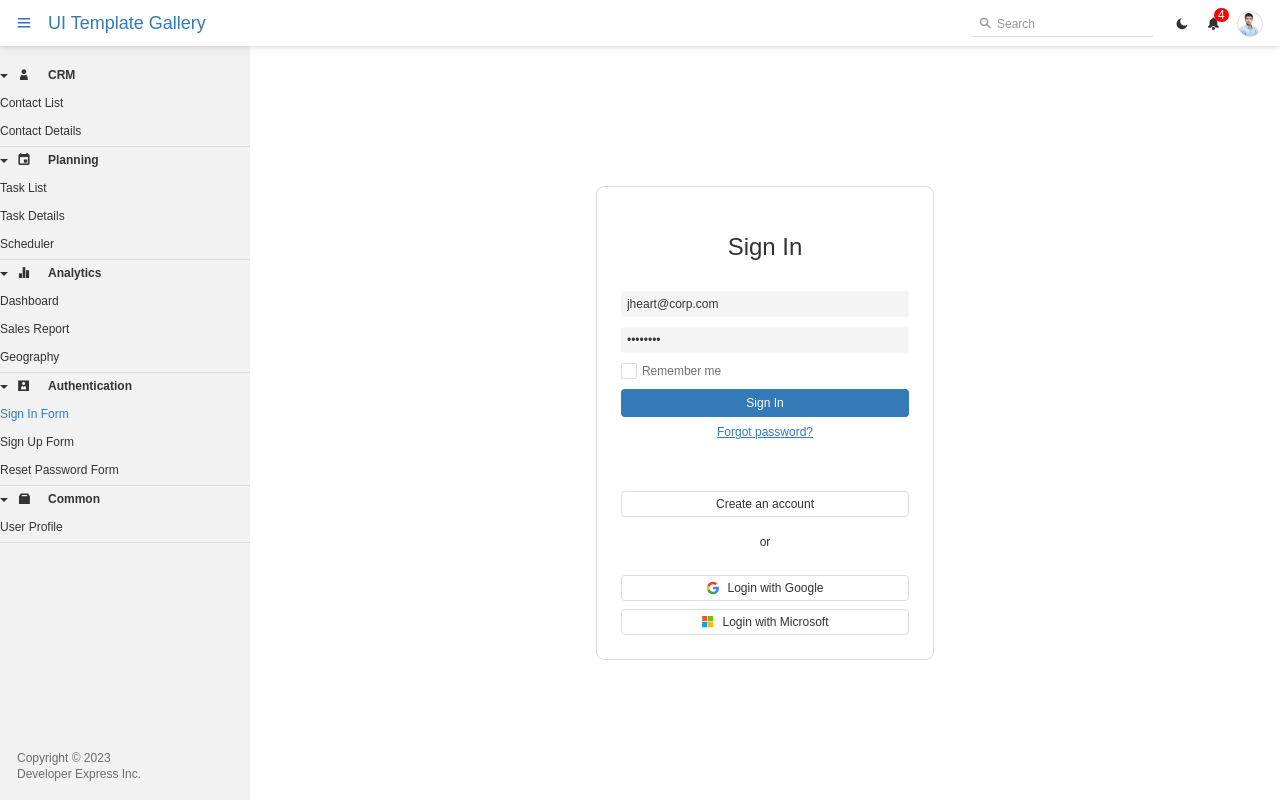 UI Template Gallery
Search
4
CRM
Contact List
Contact Details
Planning
Task List
Task Details
Scheduler
Analytics
Dashboard
Sales Report
Geography
Authentication
Sign In Form
Sign Up Form
Reset Password Form
Common
User Profile
Copyright © 2023
Developer Express Inc.
Sign In
jheart@corp.com
••••••••
Remember me
Sign In
Forgot password?
Create an account
or
Login with Google
Login with Microsoft